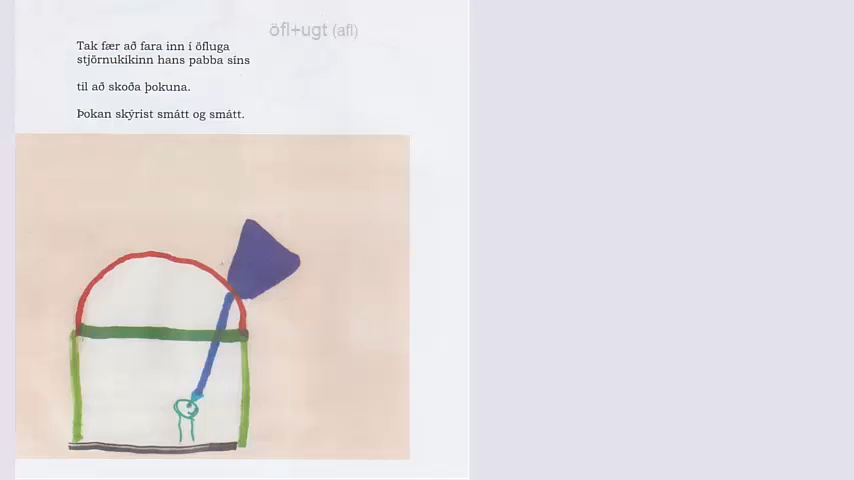 öfl+ugt (afl)
Tak fær að fara inn í öfluga
stjörnukíkinn hans pabba síns
til að skoða þokuna.
Þokan skýrist smátt og smátt.